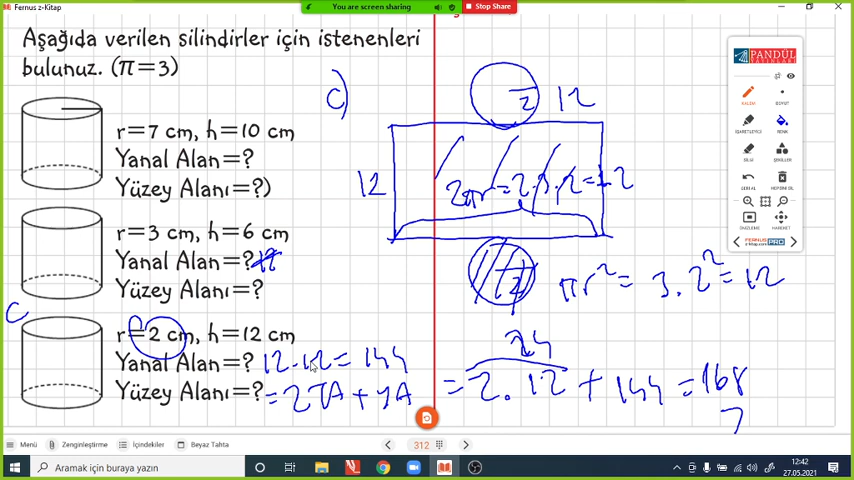 Fernus z-Kitap
You are screen sharing
Stop Share
Aşağıda verilen silindirler için istenenleri
bulunuz. (π=3)
r=7 cm, h=10 cm
Yanal Alan=?
Yüzey Alanı=?)
r=3 cm, h=6 cm
Yanal Alan=?
Yüzey Alanı=?
C
r=2 cm, h=12 cm
Yanal Alan=? 12.12= 144
Yüzey Alanı=? =2TA+YA
=2.12+144=168
24
c)
2
12
12
2πr=2.3.2=12
πr²= 3.2²=12
PANDÜL
YAYINLARI
KALEM
BOYUT
İŞARETLEYİCİ
RENK
SİLGİ
ŞEKİLLER
GERİAL
HEPSİNİ SİL
ÖNİZLEME
HAREKET
FERNUS PRO
Menü
Zenginleştirme
İçindekiler
Beyaz Tahta
312
Aramak için buraya yazın
12:42
27.05.2021